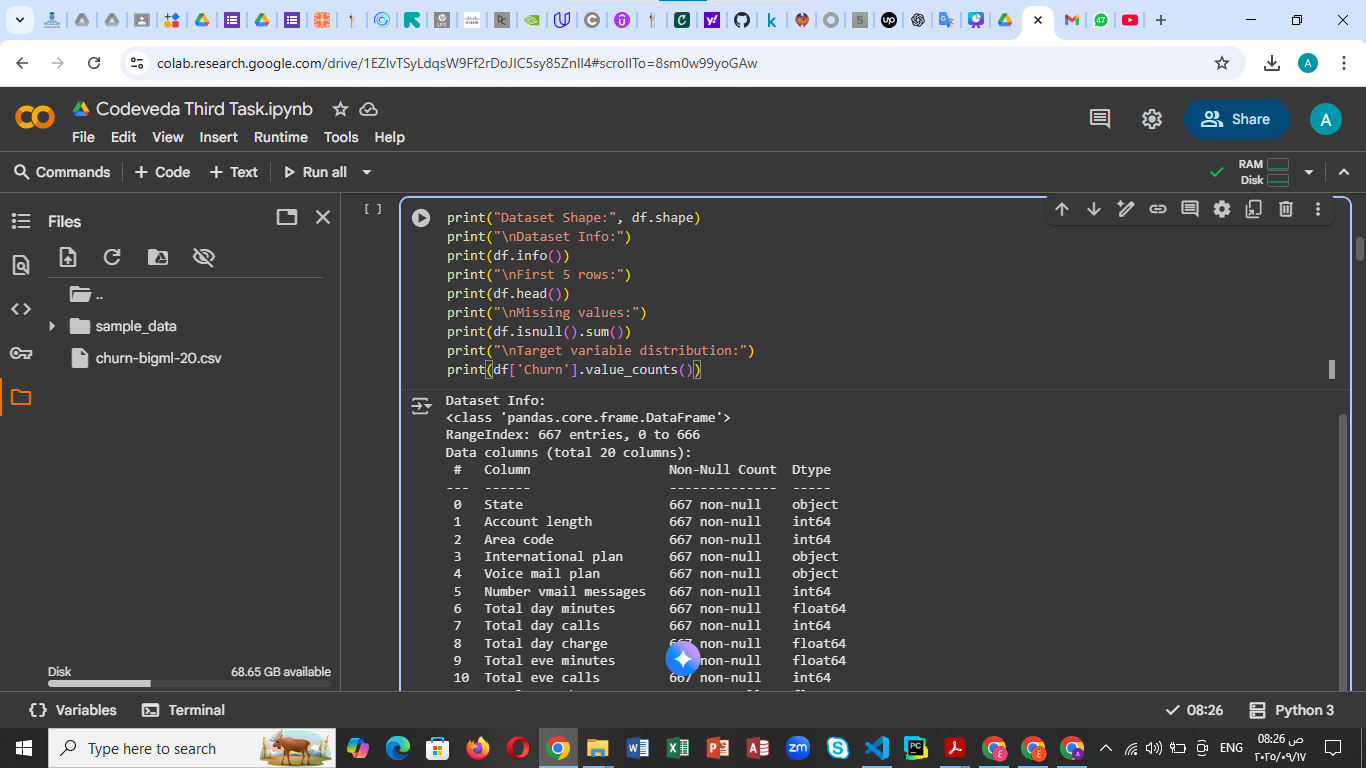 colab.research.google.com/drive/1EZIvTSyLdqsW9Ff2rDoJIC5sy85ZnIl4#scrollTo=8sm0w99yoGAw
A
Codeveda Third Task.ipynb
File Edit View Insert Runtime Tools Help
Share
A
Commands + Code + Text Run all
RAM
Disk
Files
..
sample_data
churn-bigml-20.csv
Disk 68.65 GB available
[ ]
print("Dataset Shape:", df.shape)
print("\nDataset Info:")
print(df.info())
print("\nFirst 5 rows:")
print(df.head())
print("\nMissing values:")
print(df.isnull().sum())
print("\nTarget variable distribution:")
print(df['Churn'].value_counts())
Dataset Info:
<class 'pandas.core.frame.DataFrame'>
RangeIndex: 667 entries, 0 to 666
Data columns (total 20 columns):
# Column Non-Null Count Dtype
--- ------ -------------- -----
0 State 667 non-null object
1 Account length 667 non-null int64
2 Area code 667 non-null int64
3 International plan 667 non-null object
4 Voice mail plan 667 non-null object
5 Number vmail messages 667 non-null int64
6 Total day minutes 667 non-null float64
7 Total day calls 667 non-null int64
8 Total day charge 667 non-null float64
9 Total eve minutes non-null float64
10 Total eve calls 667 non-null int64
Variables Terminal 08:26 Python 3
Type here to search
ENG
08:26 ص
٢٠٢٥/٠٩/١٧